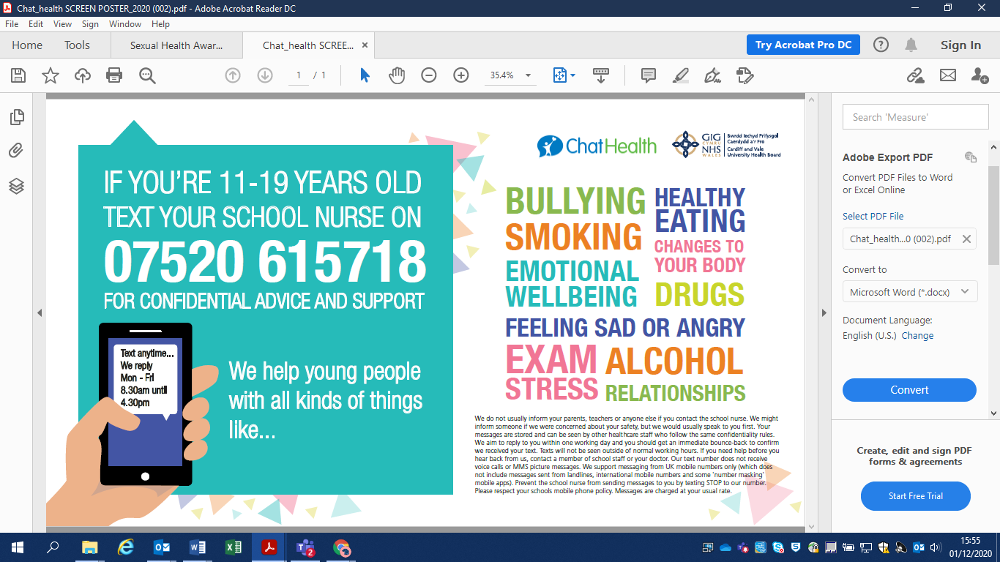 Chat_health SCREEN POSTER_2020 (002).pdf - Adobe Acrobat Reader DC
File Edit View Sign Window Help
Home Tools Sexual Health Awar... Chat_health SCREE... Try Acrobat Pro DC Sign In
1 / 1 35.4%
IF YOU'RE 11-19 YEARS OLD
TEXT YOUR SCHOOL NURSE ON
07520 615718
FOR CONFIDENTIAL ADVICE AND SUPPORT
Text anytime...
We reply
Mon - Fri
8.30am until
4.30pm
We help young people
with all kinds of things
like...
ChatHealth
GIG
CYMRU
NHS
WALES
Bwrdd Iechyd Prifysgol
Caerdydd a'r Fro
Cardiff and Vale
University Health Board
BULLYING
SMOKING
EMOTIONAL
WELLBEING
HEALTHY
EATING
CHANGES TO
YOUR BODY
DRUGS
FEELING SAD OR ANGRY
EXAM
STRESS
ALCOHOL
RELATIONSHIPS
We do not usually inform your parents, teachers or anyone else if you contact the school nurse. We might
inform someone if we were concerned about your safety, but we would usually speak to you first. Your
messages are stored and can be seen by other healthcare staff who follow the same confidentiality rules.
We aim to reply to you within one working day and you should get an immediate bounce-back to confirm
we received your text. Texts will not be seen outside of normal working hours. If you need help before you
hear back from us, contact a member of school staff or your doctor. Our text number does not receive
voice calls or MMS picture messages. We support messaging from UK mobile numbers only (which does
not include messages sent from landlines, international mobile numbers and some 'number masking'
mobile apps). Prevent the school nurse from sending messages to you by texting STOP to our number.
Please respect your schools mobile phone policy. Messages are charged at your usual rate.
Search 'Measure'
Adobe Export PDF
Convert PDF Files to Word
or Excel Online
Select PDF File
Chat_health...0 (002).pdf
Convert to
Microsoft Word (*.docx)
Document Language:
English (U.S.) Change
Convert
Create, edit and sign PDF
forms & agreements
Start Free Trial
2
15:55
01/12/2020